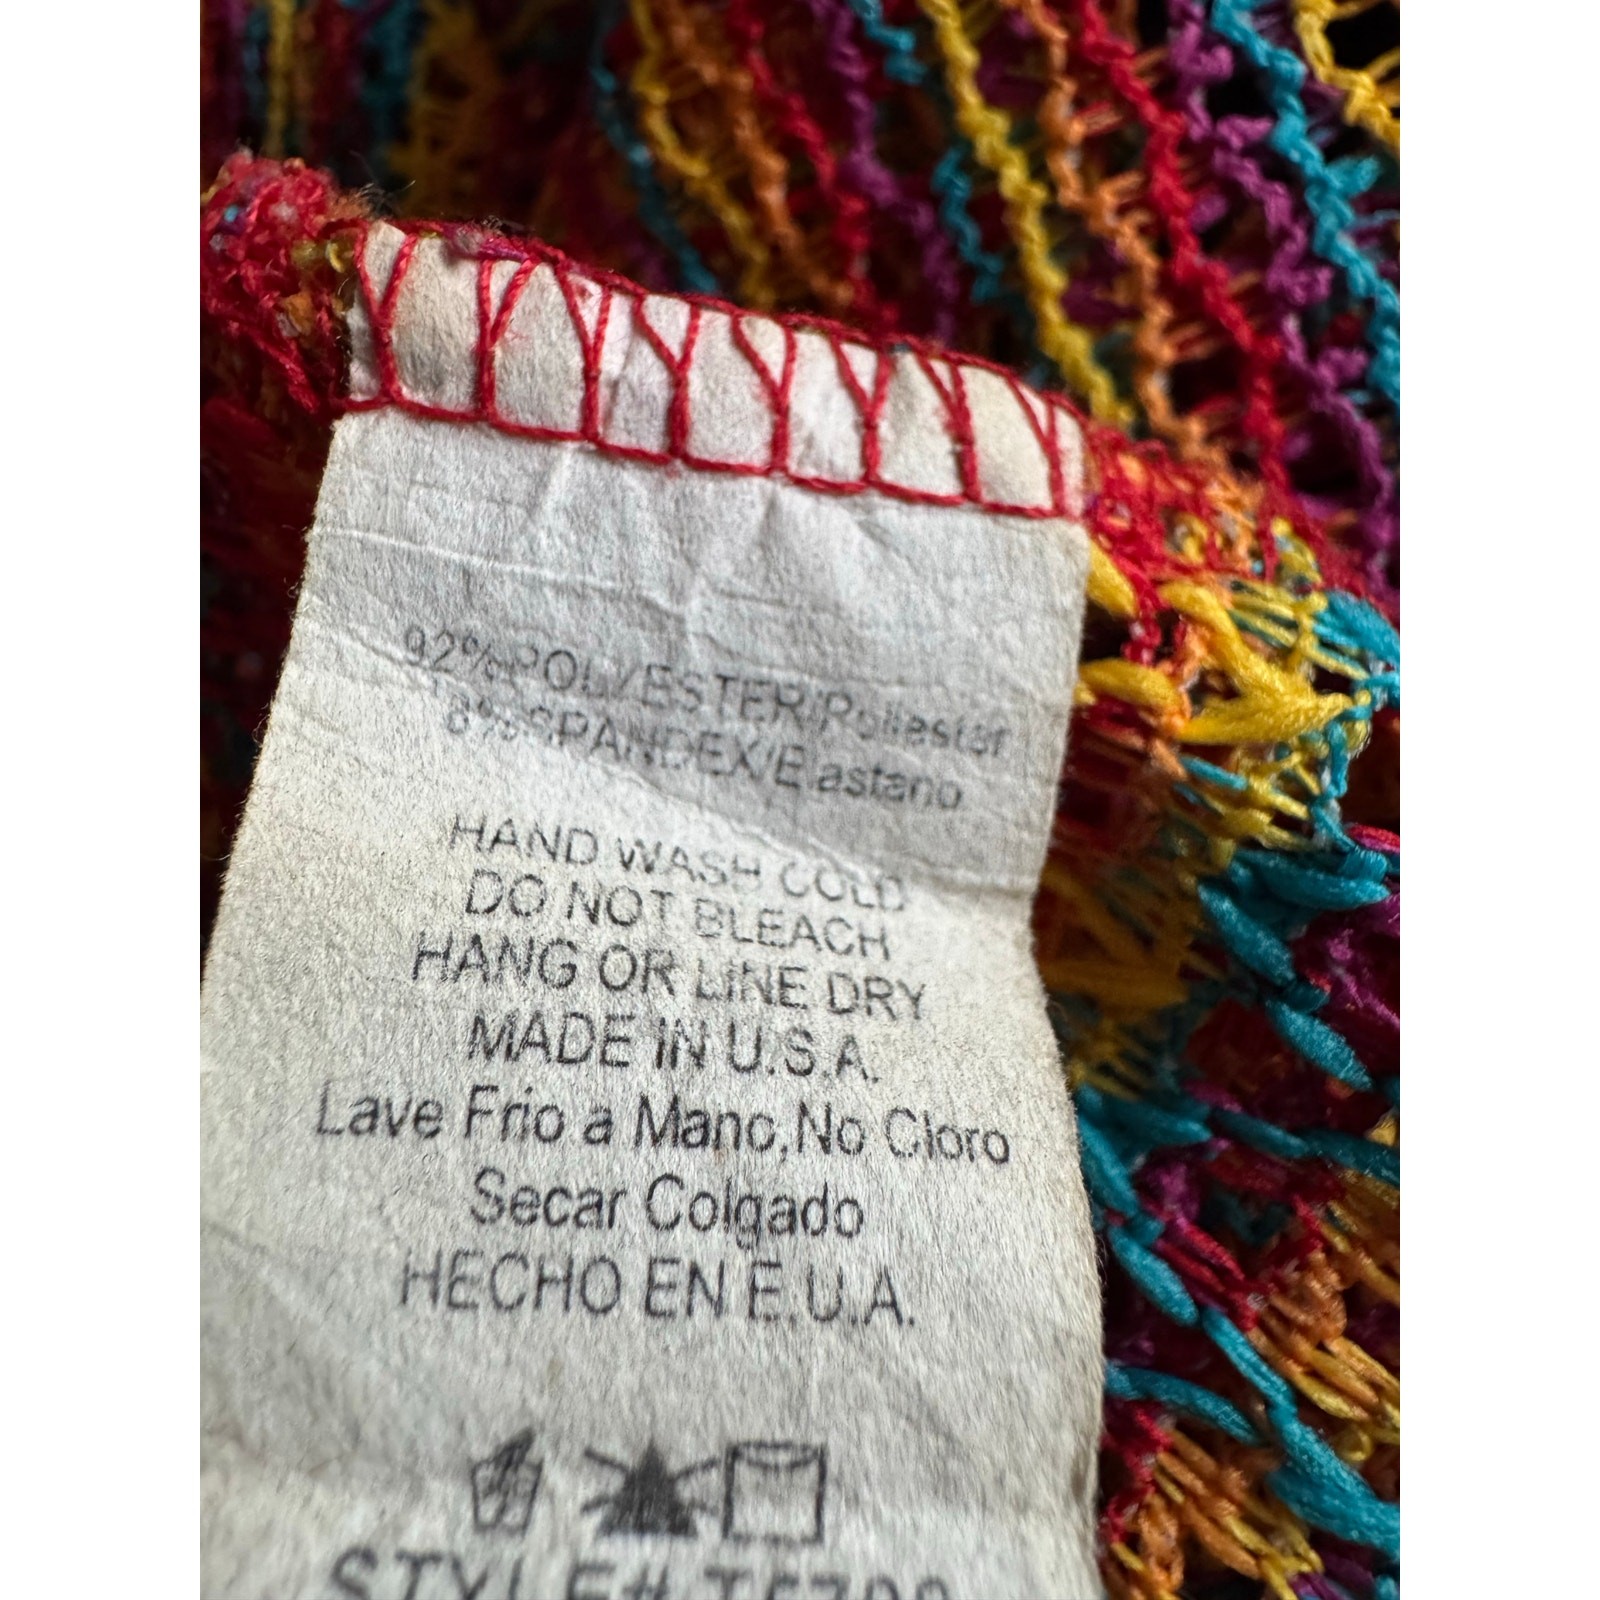 92% POLYESTER/Poliester
8% SPANDEX/Elastano
HAND WASH COLD
DO NOT BLEACH
HANG OR LINE DRY
MADE IN U.S.A.
Lave Frio a Mano,No Cloro
Secar Colgado
HECHO EN E.U.A.
STYLE#